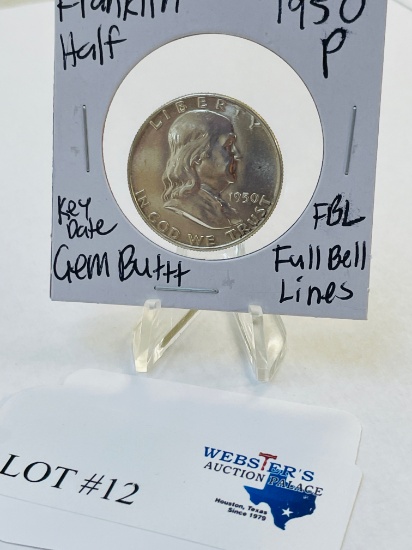 Franklin 1950
Half P
LIBERTY
1950
IN GOD WE TRUST
Key Date
FBL
Gem Bu++
Full Bell
Lines
LOT #12
WEBSTER'S
AUCTION PALACE
Houston, Texas
Since 1979